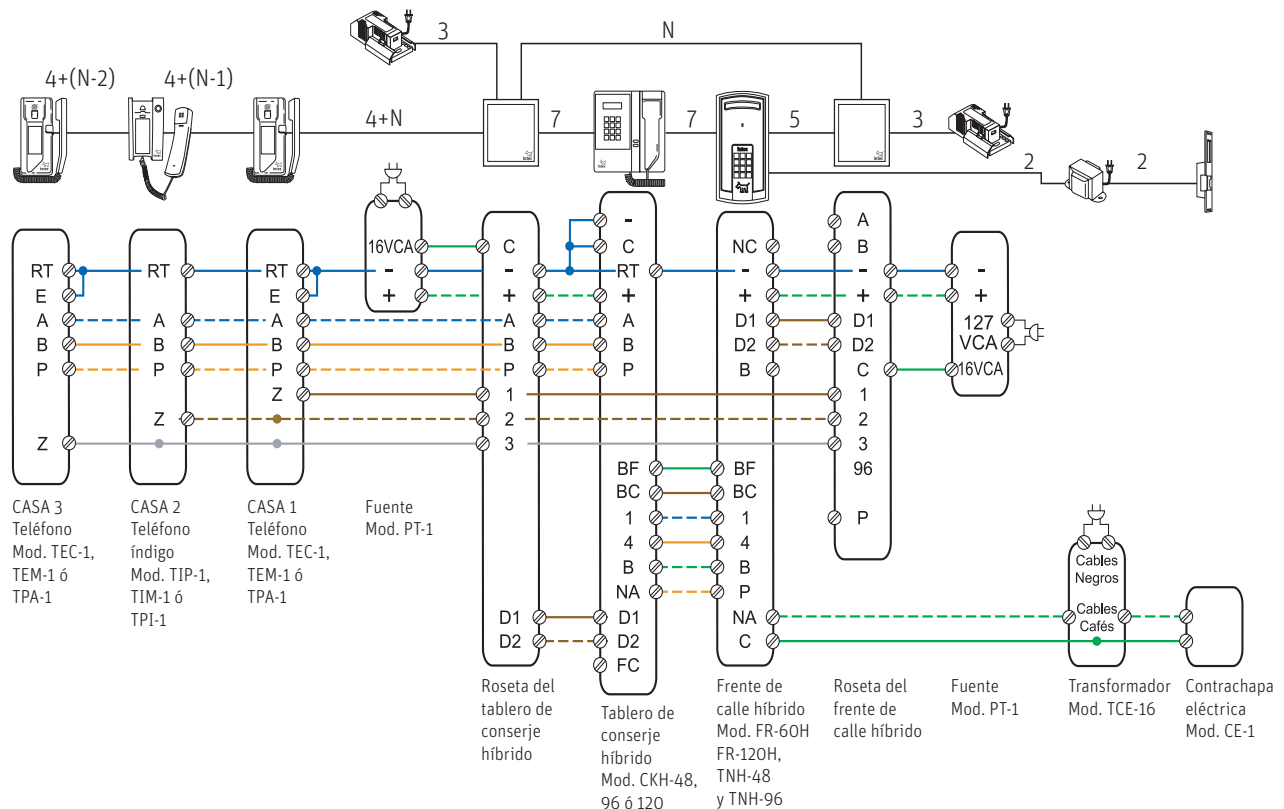 3
N
4+(N-2)
4+(N-1)
4+N
7
7
5
3
2
2
RT
E
A
B
P
Z
RT
A
B
P
Z
RT
E
A
B
P
Z
16VCA
-
+
C
-
+
A
B
P
1
2
3
D1
D2
-
C
RT
+
A
B
P
BF
BC
1
4
B
NA
D1
D2
FC
NC
-
+
D1
D2
B
BF
BC
1
4
B
P
NA
C
A
B
-
+
D1
D2
C
1
2
3
96
P
-
+
127
VCA
16VCA
Cables
Negros
Cables
Cafés
CASA 3
Teléfono
Mod. TEC-1,
TEM-1 ó
TPA-1
CASA 2
Teléfono
índigo
Mod. TIP-1,
TIM-1 ó
TPI-1
CASA 1
Teléfono
Mod. TEC-1,
TEM-1 ó
TPA-1
Fuente
Mod. PT-1
Roseta del
tablero de
conserje
híbrido
Tablero de
conserje
híbrido
Mod. CKH-48,
96 ó 120
Frente de
calle híbrido
Mod. FR-60H
FR-120H,
TNH-48
y TNH-96
Roseta del
frente de
calle híbrido
Fuente
Mod. PT-1
Transformador
Mod. TCE-16
Contrachapa
eléctrica
Mod. CE-1